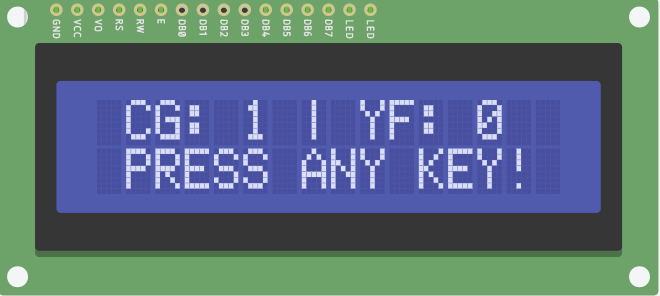 GND VCC VO RS RW E DB0 DB1 DB2 DB3 DB4 DB5 DB6 DB7 LED LED
CG: 1 | YF: 0
PRESS ANY KEY!